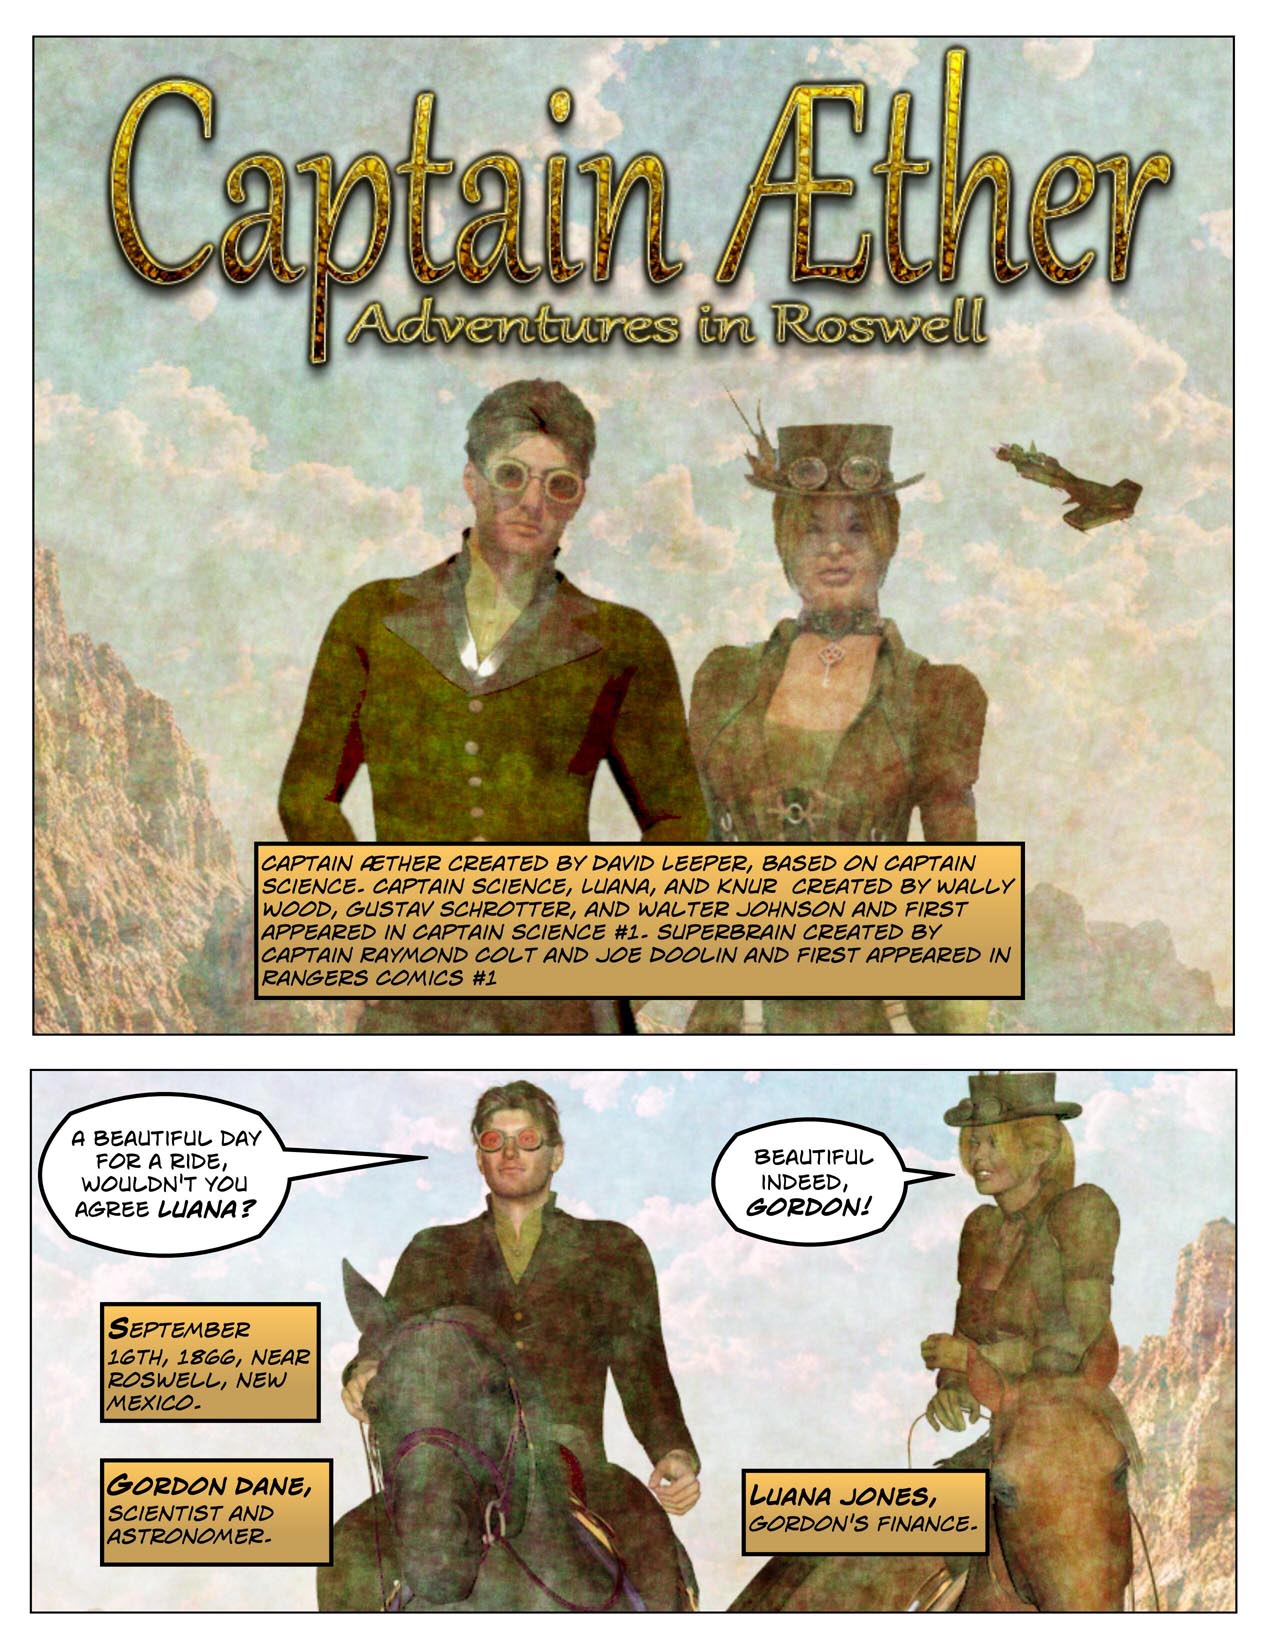 Captain Æther
Adventures in Roswell
CAPTAIN ÆTHER CREATED BY DAVID LEEPER, BASED ON CAPTAIN
SCIENCE. CAPTAIN SCIENCE, LUANA, AND KNUR CREATED BY WALLY
WOOD, GUSTAV SCHROTTER, AND WALTER JOHNSON AND FIRST
APPEARED IN CAPTAIN SCIENCE #1. SUPERBRAIN CREATED BY
CAPTAIN RAYMOND COLT AND JOE DOOLIN AND FIRST APPEARED IN
RANGERS COMICS #1
A BEAUTIFUL DAY
FOR A RIDE,
WOULDN'T YOU
AGREE LUANA?
BEAUTIFUL
INDEED,
GORDON!
SEPTEMBER
16TH, 1866, NEAR
ROSWELL, NEW
MEXICO.
GORDON DANE,
SCIENTIST AND
ASTRONOMER.
LUANA JONES,
GORDON'S FINANCE.